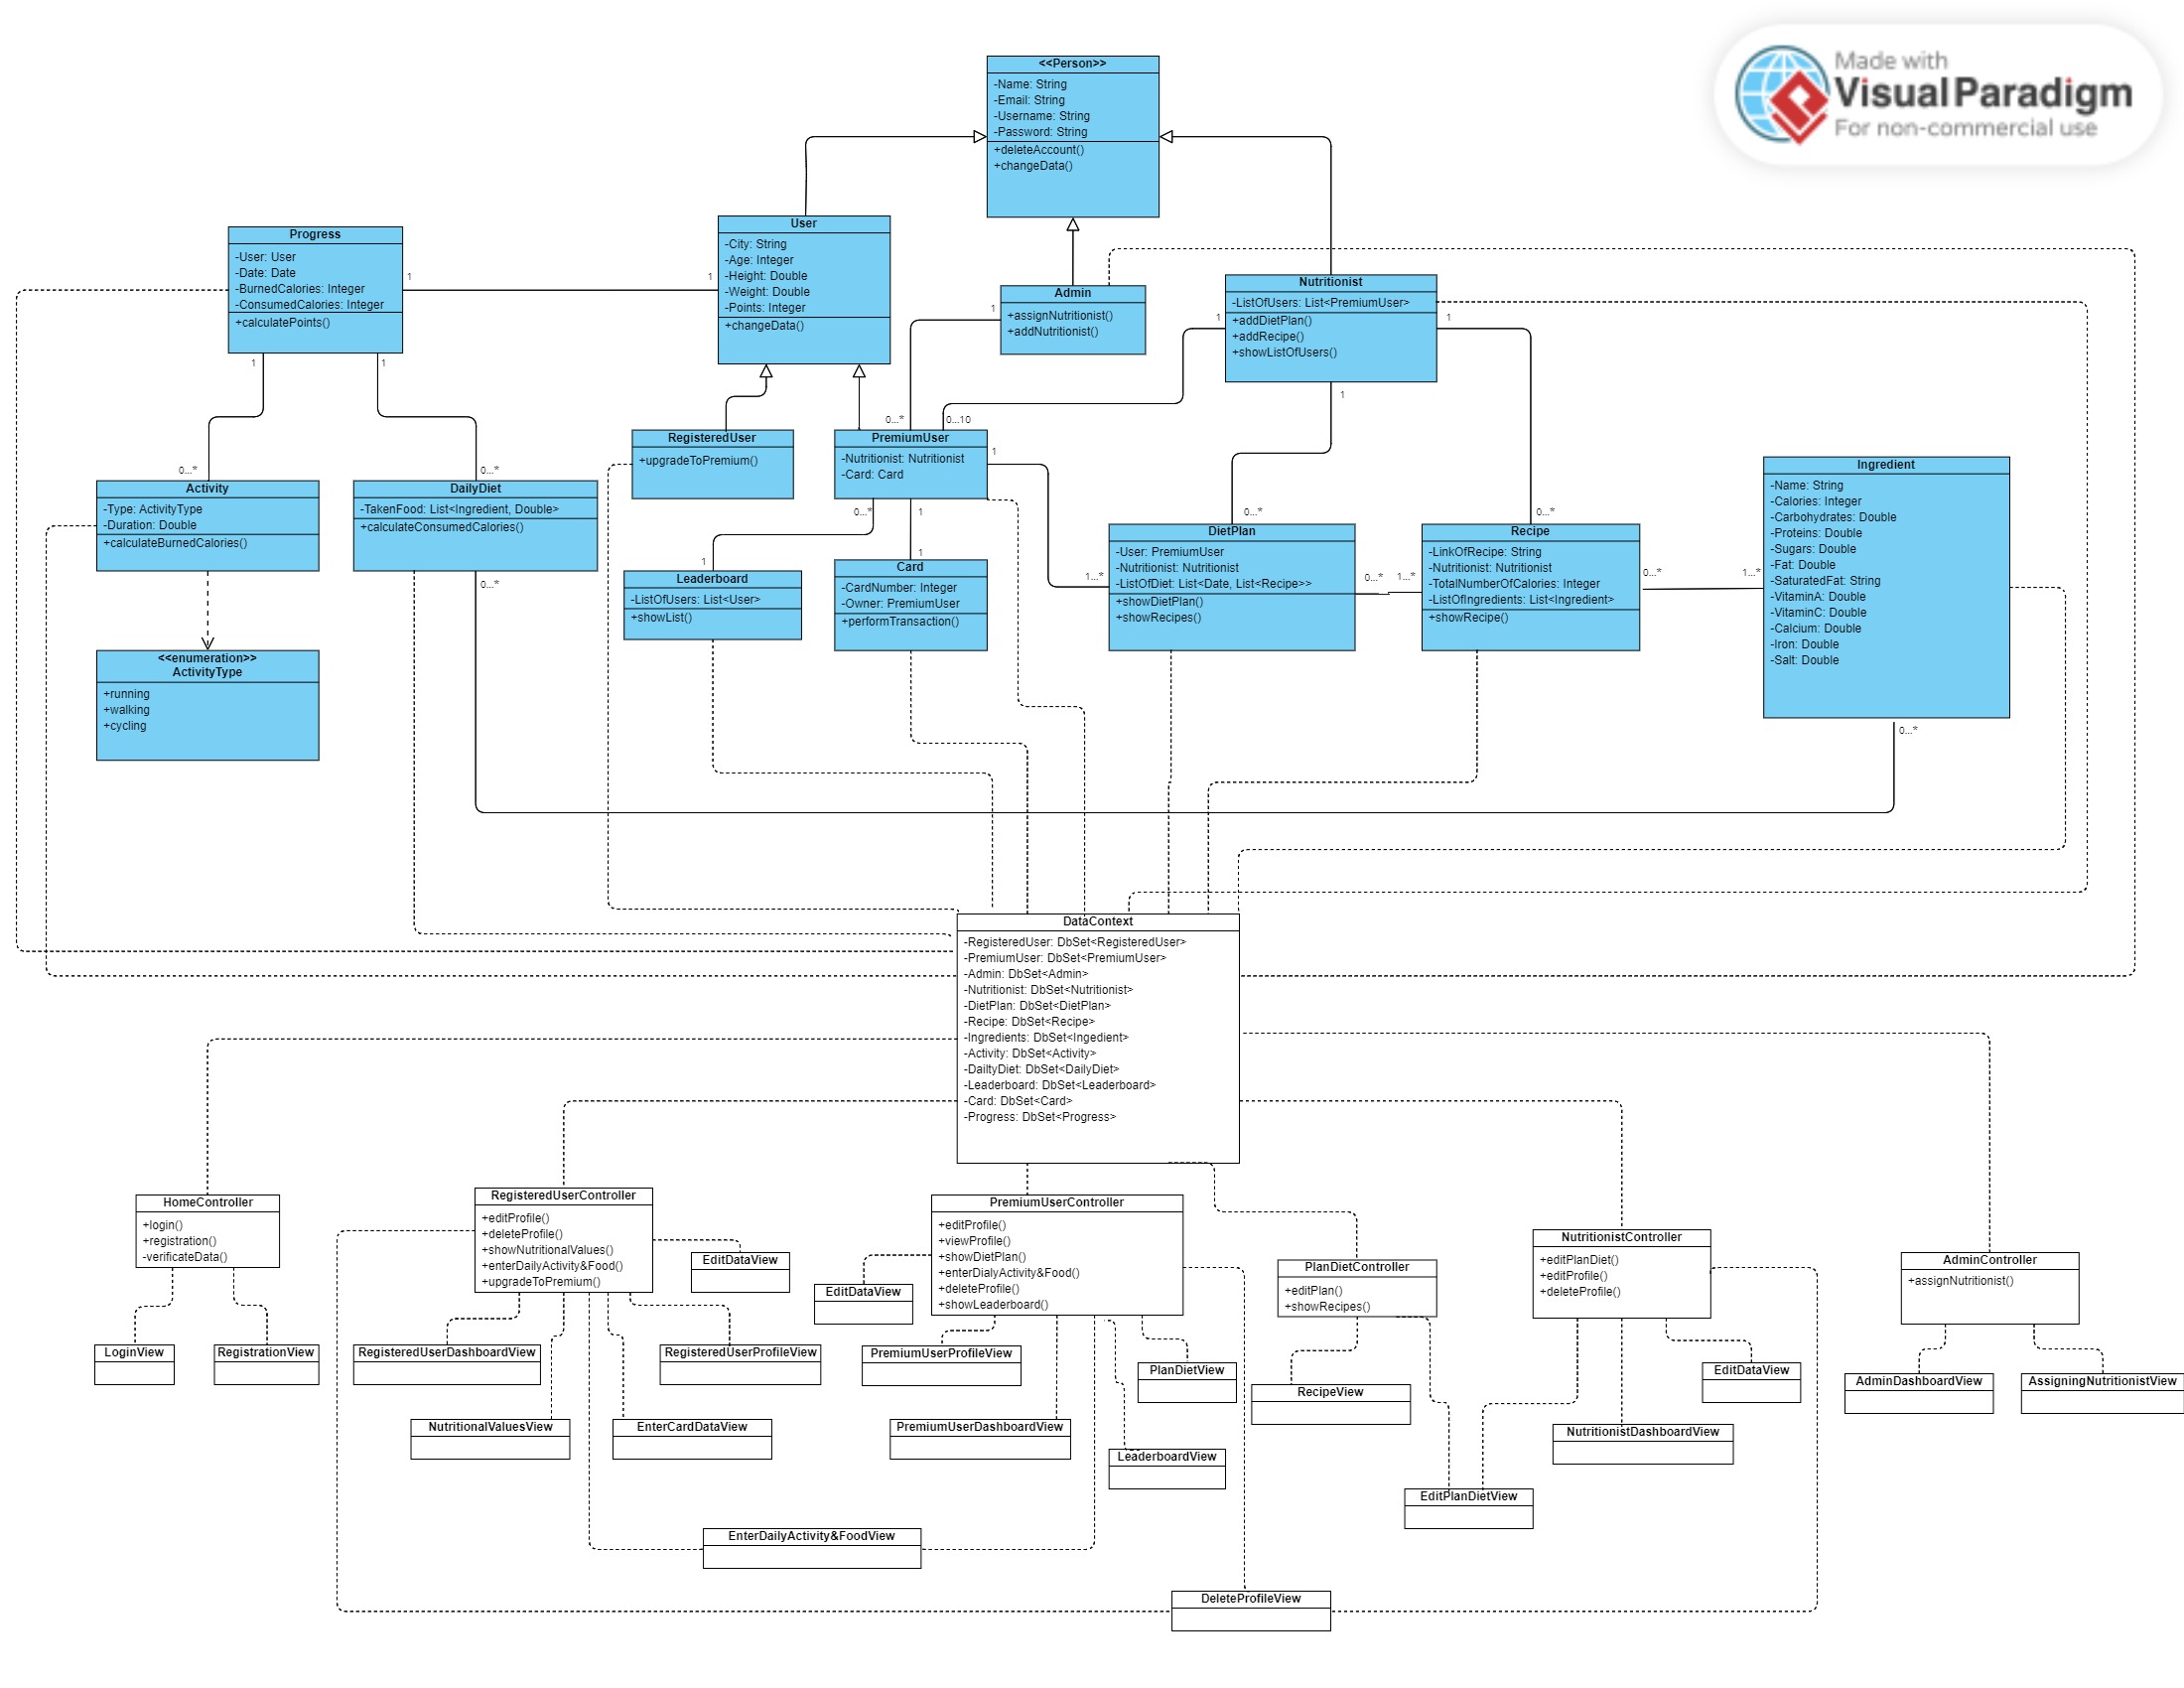 Made with
Visual Paradigm
For non-commercial use
<<Person>>
-Name: String
-Email: String
-Username: String
-Password: String
+deleteAccount()
+changeData()
Progress
-User: User
-Date: Date
-BurnedCalories: Integer
-ConsumedCalories: Integer
+calculatePoints()
1
1
1
1
User
-City: String
-Age: Integer
-Height: Double
-Weight: Double
-Points: Integer
+changeData()
Admin
+assignNutritionist()
+addNutritionist()
1
Nutritionist
-ListOfUsers: List<PremiumUser>
+addDietPlan()
+addRecipe()
+showListOfUsers()
1
1
1
0...*
0...*
Activity
-Type: ActivityType
-Duration: Double
+calculateBurnedCalories()
DailyDiet
-TakenFood: List<Ingredient, Double>
+calculateConsumedCalories()
0...*
<<enumeration>>
ActivityType
+running
+walking
+cycling
RegisteredUser
+upgradeToPremium()
0...*
0...10
PremiumUser
-Nutritionist: Nutritionist
-Card: Card
1
0...*
1
1
1
Leaderboard
-ListOfUsers: List<User>
+showList()
Card
-CardNumber: Integer
-Owner: PremiumUser
+performTransaction()
0...*
1...*
DietPlan
-User: PremiumUser
-Nutritionist: Nutritionist
-ListOfDiet: List<Date, List<Recipe>>
+showDietPlan()
+showRecipes()
0...*
1...*
0...*
Recipe
-LinkOfRecipe: String
-Nutritionist: Nutritionist
-TotalNumberOfCalories: Integer
-ListOfIngredients: List<Ingredient>
+showRecipe()
0...*
1...*
Ingredient
-Name: String
-Calories: Integer
-Carbohydrates: Double
-Proteins: Double
-Sugars: Double
-Fat: Double
-SaturatedFat: String
-VitaminA: Double
-VitaminC: Double
-Calcium: Double
-Iron: Double
-Salt: Double
0...*
DataContext
-RegisteredUser: DbSet<RegisteredUser>
-PremiumUser: DbSet<PremiumUser>
-Admin: DbSet<Admin>
-Nutritionist: DbSet<Nutritionist>
-DietPlan: DbSet<DietPlan>
-Recipe: DbSet<Recipe>
-Ingredients: DbSet<Ingedient>
-Activity: DbSet<Activity>
-DailtyDiet: DbSet<DailyDiet>
-Leaderboard: DbSet<Leaderboard>
-Card: DbSet<Card>
-Progress: DbSet<Progress>
HomeController
+login()
+registration()
-verificateData()
LoginView
RegistrationView
RegisteredUserController
+editProfile()
+deleteProfile()
+showNutritionalValues()
+enterDailyActivity&Food()
+upgradeToPremium()
EditDataView
RegisteredUserDashboardView
RegisteredUserProfileView
NutritionalValuesView
EnterCardDataView
PremiumUserController
+editProfile()
+viewProfile()
+showDietPlan()
+enterDialyActivity&Food()
+deleteProfile()
+showLeaderboard()
EditDataView
PremiumUserProfileView
PlanDietView
PremiumUserDashboardView
LeaderboardView
PlanDietController
+editPlan()
+showRecipes()
RecipeView
NutritionistController
+editPlanDiet()
+editProfile()
+deleteProfile()
EditDataView
NutritionistDashboardView
EditPlanDietView
AdminController
+assignNutritionist()
AdminDashboardView
AssigningNutritionistView
EnterDailyActivity&FoodView
DeleteProfileView